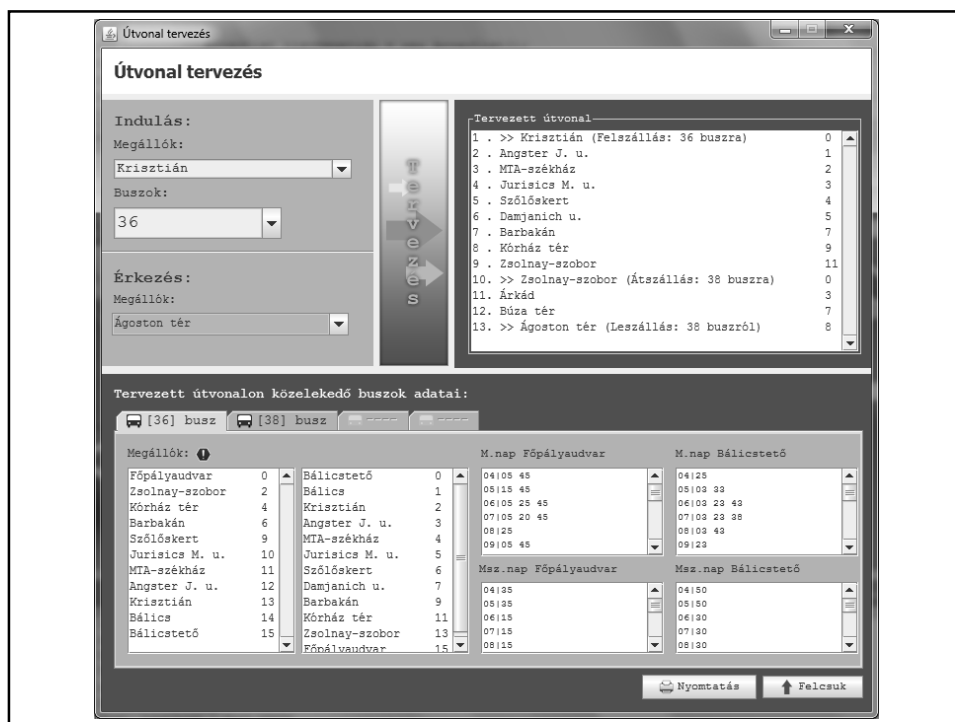 Útvonal tervezés
Útvonal tervezés
Indulás:
Megállók:
Krisztián
Buszok:
36
Érkezés:
Megállók:
Ágoston tér
Tervezés
Tervezett útvonal
1 . >> Krisztián (Felszállás: 36 buszra) 0
2 . Angster J. u. 1
3 . MTA-székház 2
4 . Jurisics M. u. 3
5 . Szőlőskert 4
6 . Damjanich u. 5
7 . Barbakán 7
8 . Kórház tér 9
9 . Zsolnay-szobor 11
10. >> Zsolnay-szobor (Átszállás: 38 buszra) 0
11. Árkád 3
12. Búza tér 7
13. >> Ágoston tér (Leszállás: 38 buszról) 8
Tervezett útvonalon közelekedő buszok adatai:
[36] busz
[38] busz
----
----
Megállók:
Főpályaudvar 0
Zsolnay-szobor 2
Kórház tér 4
Barbakán 6
Szőlőskert 9
Jurisics M. u. 10
MTA-székház 11
Angster J. u. 12
Krisztián 13
Bálics 14
Bálicstető 15
Bálicstető 0
Bálics 1
Krisztián 2
Angster J. u. 3
MTA-székház 4
Jurisics M. u. 5
Szőlőskert 6
Damjanich u. 7
Barbakán 9
Kórház tér 11
Zsolnay-szobor 13
Főpályaudvar 15
M.nap Főpályaudvar
04|05 45
05|15 45
06|05 25 45
07|05 20 45
08|25
09|05 45
M.nap Bálicstető
04|25
05|03 33
06|03 23 43
07|03 23 38
08|03 43
09|23
Msz.nap Főpályaudvar
04|35
05|35
06|15
07|15
08|15
Msz.nap Bálicstető
04|50
05|50
06|30
07|30
08|30
Nyomtatás
Felcsuk